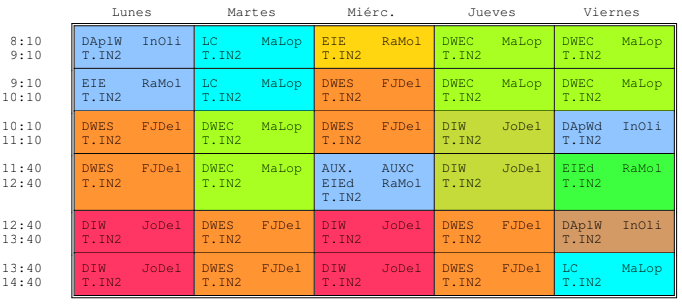 Lunes Martes Miérc. Jueves Viernes
8:10 DAplW InOli LC MaLop EIE RaMol DWEC MaLop DWEC MaLop
9:10 T.IN2 T.IN2 T.IN2 T.IN2 T.IN2
9:10 EIE RaMol LC MaLop DWES FJDel DWEC MaLop DWEC MaLop
10:10 T.IN2 T.IN2 T.IN2 T.IN2 T.IN2
10:10 DWES FJDel DWEC MaLop DWES FJDel DIW JoDel DApWd InOli
11:10 T.IN2 T.IN2 T.IN2 T.IN2 T.IN2
11:40 DWES FJDel DWEC MaLop AUX. AUXC DIW JoDel EIEd RaMol
12:40 T.IN2 T.IN2 EIEd RaMol T.IN2 T.IN2
T.IN2
12:40 DIW JoDel DWES FJDel DIW JoDel DWES FJDel DAplW InOli
13:40 T.IN2 T.IN2 T.IN2 T.IN2 T.IN2
13:40 DIW JoDel DWES FJDel DIW JoDel DWES FJDel LC MaLop
14:40 T.IN2 T.IN2 T.IN2 T.IN2 T.IN2